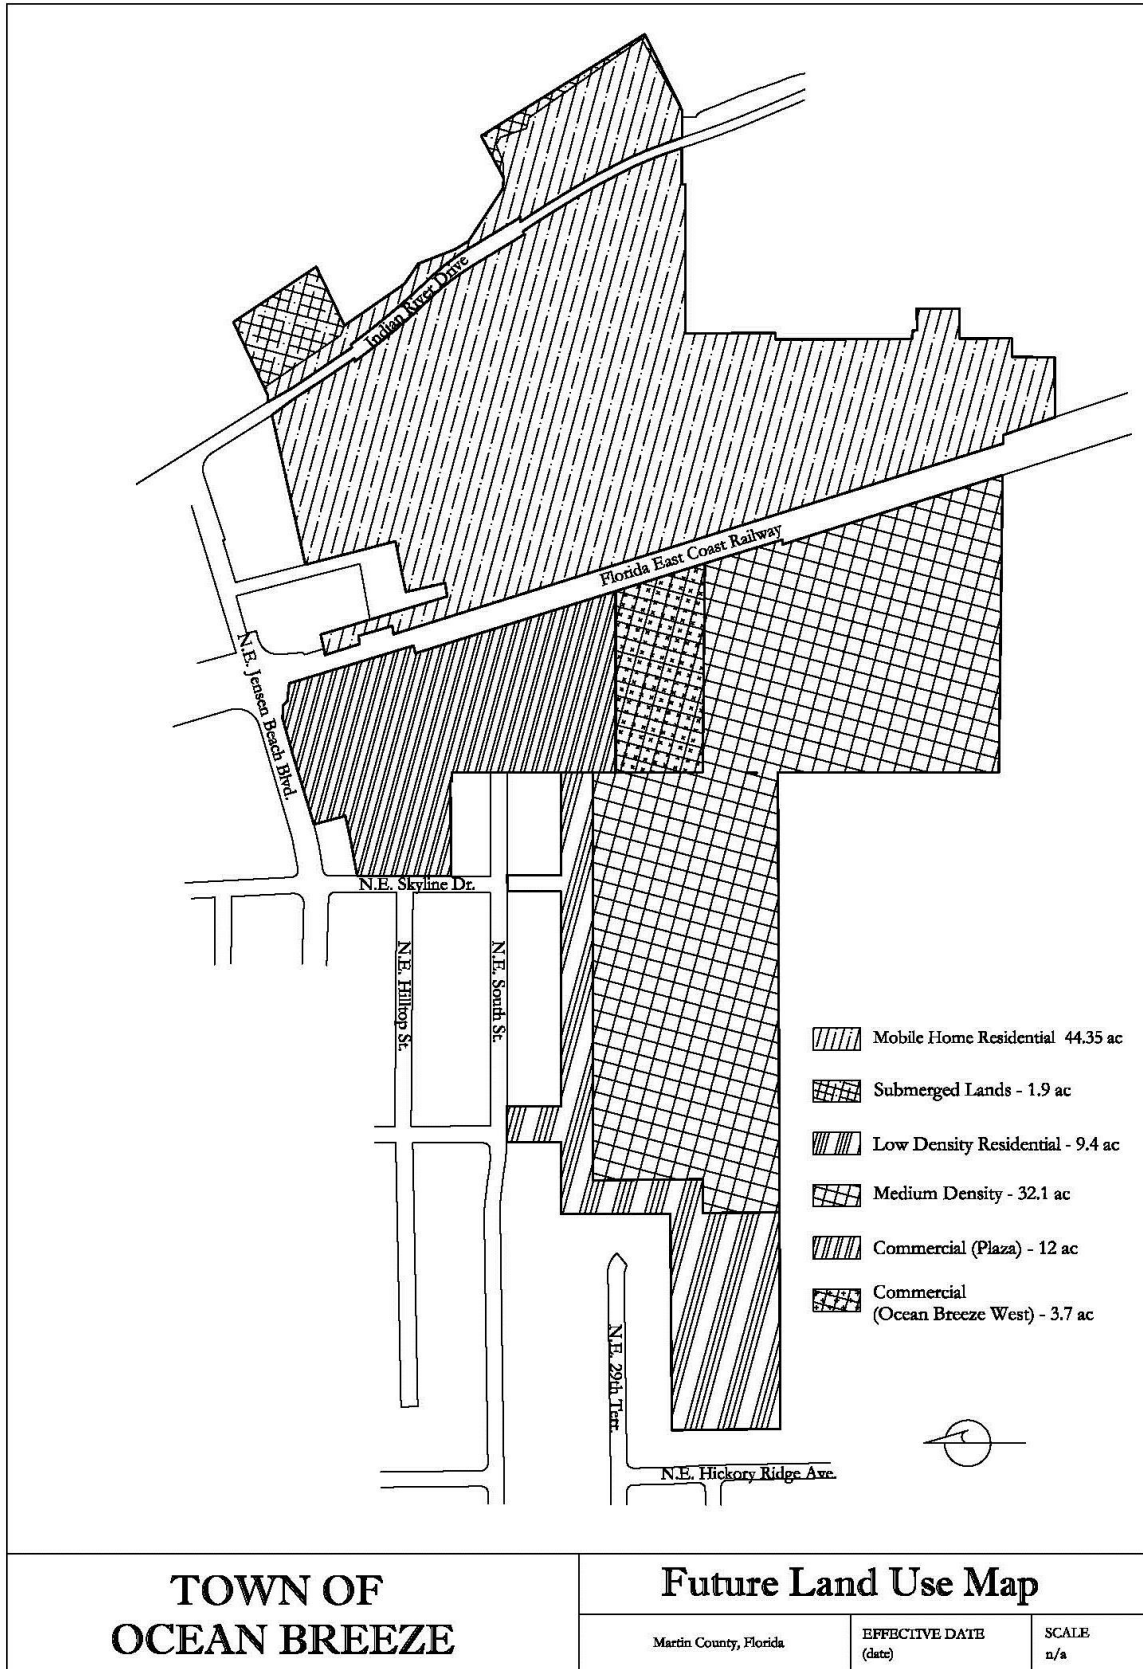 Indian River Drive
Florida East Coast Railway
N.E. Jensen Beach Blvd.
N.E. Skyline Dr.
N.E. Hilltop St.
N.E. South St.
Mobile Home Residential 44.35 ac
Submerged Lands - 1.9 ac
Low Density Residential - 9.4 ac
Medium Density - 32.1 ac
Commercial (Plaza) - 12 ac
Commercial
(Ocean Breeze West) - 3.7 ac
N.E. 29th Terr.
N.E. Hickory Ridge Ave.
TOWN OF
OCEAN BREEZE
Future Land Use Map
Martin County, Florida
EFFECTIVE DATE
(date)
SCALE
n/a